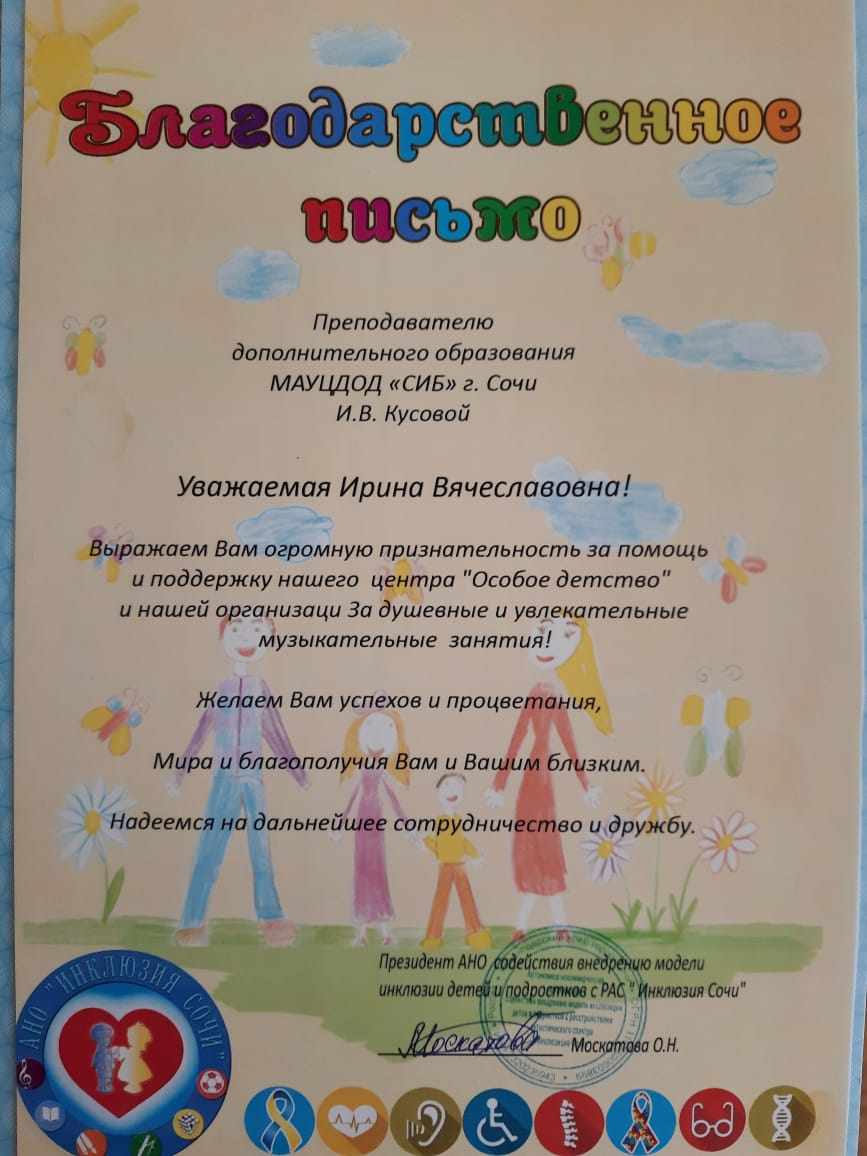 Благодарственное
письмо
Преподавателю
дополнительного образования
МАУЦДОД «СИБ» г. Сочи
И.В. Кусовой
Уважаемая Ирина Вячеславовна!
Выражаем Вам огромную признательность за помощь
и поддержку нашего центра "Особое детство"
и нашей организаци За душевные и увлекательные
музыкательные занятия!
Желаем Вам успехов и процветания,
Мира и благополучия Вам и Вашим близким.
Надеемся на дальнейшее сотрудничество и дружбу.
Президент АНО содействия внедрению модели
инклюзии детей и подростков с РАС " Инклюзия Сочи"
Москатова Москатова О.Н.
АНО "ИНКЛЮЗИЯ СОЧИ"